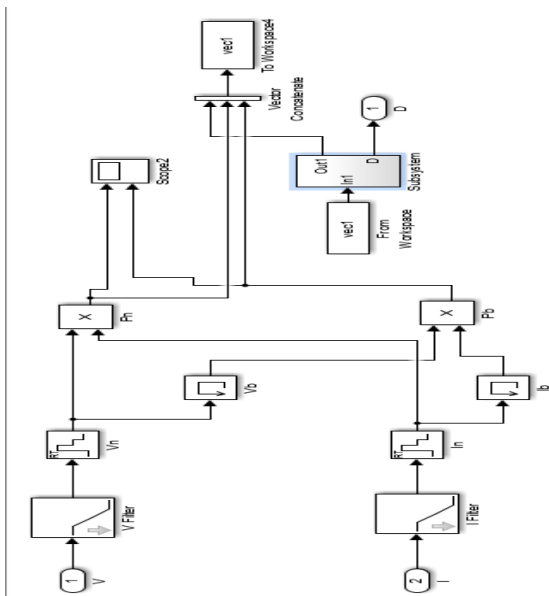 1
V
V Filter
RT
Vn
Vb
X
Pn
Scope2
2
I
I Filter
RT
In
Ib
X
Pb
vec1
From
Workspace
In1
Out1
D
Subsystem
1
D
Vector
Concatenate
vec1
To Workspace4